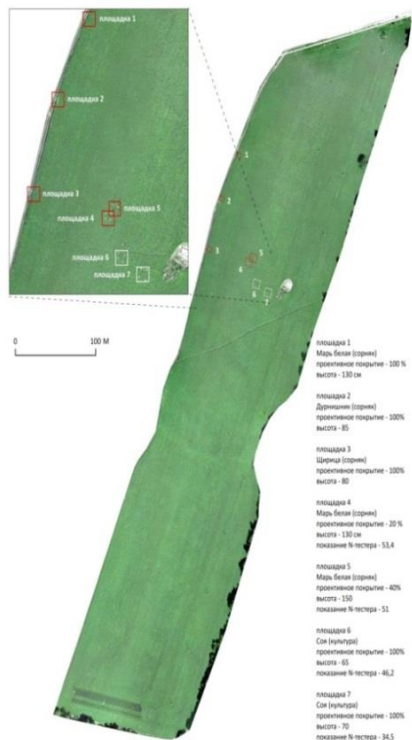 площадка 1
площадка 2
площадка 3
площадка 5
площадка 4
площадка 6
площадка 7
1
2
3
5
4
6
7
0 100 М
площадка 1
Марь белая (сорняк)
проективное покрытие - 100 %
высота - 130 см
площадка 2
Дурнишник (сорняк)
проективное покрытие - 100%
высота - 85
площадка 3
Щирица (сорняк)
проективное покрытие - 100%
высота - 80
площадка 4
Марь белая (сорняк)
проективное покрытие - 20 %
высота - 130 см
показание N-тестера - 53,4
площадка 5
Марь белая (сорняк)
проективное покрытие - 40%
высота - 150
показание N-тестера - 51
площадка 6
Соя (культура)
проективное покрытие - 100%
высота - 65
показание N-тестера - 46,2
площадка 7
Соя (культура)
проективное покрытие - 100%
высота - 70
показание N-тестера - 34,5